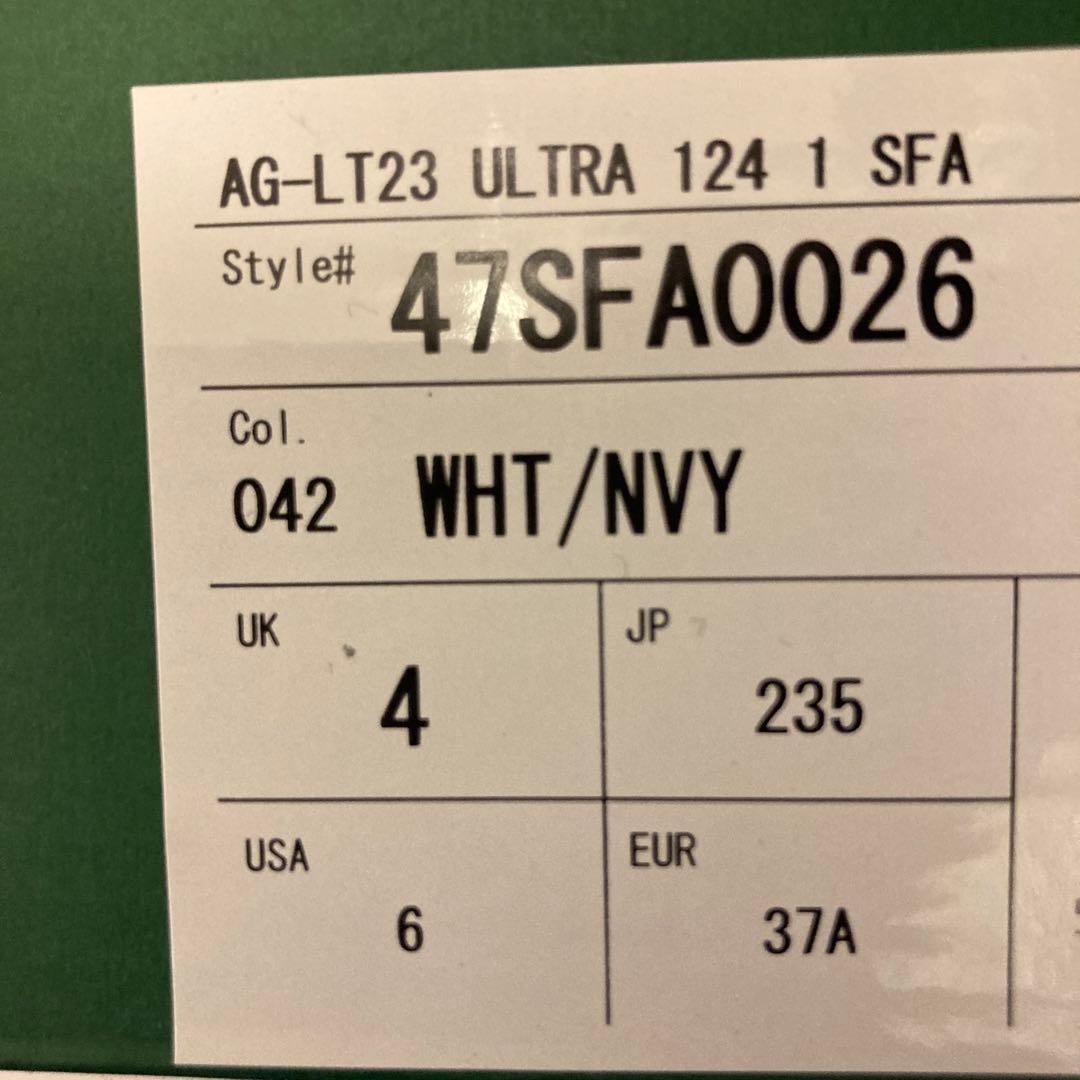 AG-LT23 ULTRA 124 1 SFA
Style# 47SFA0026
Col.
042 WHT/NVY
UK JP
4 235
USA EUR
6 37A